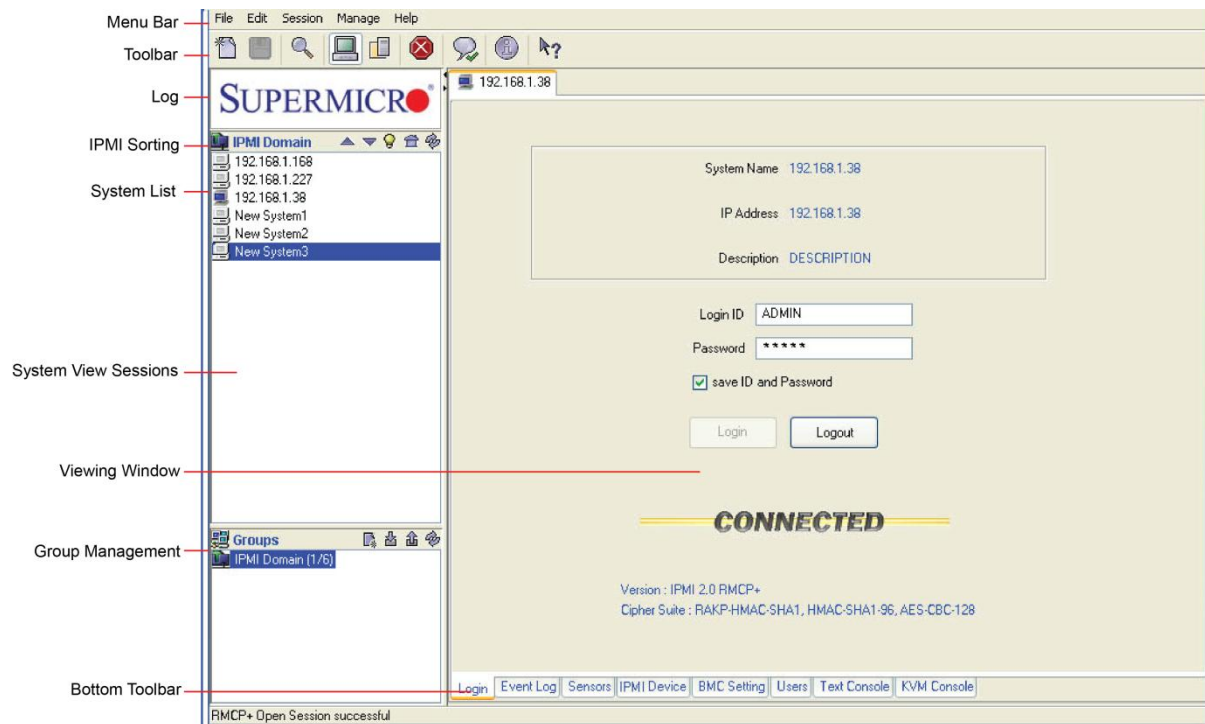 Menu Bar
File Edit Session Manage Help
Toolbar
Log
SUPERMICRO®
192.168.1.38
IPMI Sorting
IPMI Domain
System List
192.168.1.168
192.168.1.227
192.168.1.38
New System1
New System2
New System3
System View Sessions
System Name 192.168.1.38
IP Address 192.168.1.38
Description DESCRIPTION
Login ID ADMIN
Password *****
save ID and Password
Login Logout
Viewing Window
CONNECTED
Group Management
Groups
IPMI Domain (1/6)
Version : IPMI 2.0 RMCP+
Cipher Suite : RAKP-HMAC-SHA1, HMAC-SHA1-96, AES-CBC-128
Bottom Toolbar
Login Event Log Sensors IPMI Device BMC Setting Users Text Console KVM Console
RMCP+ Open Session successful